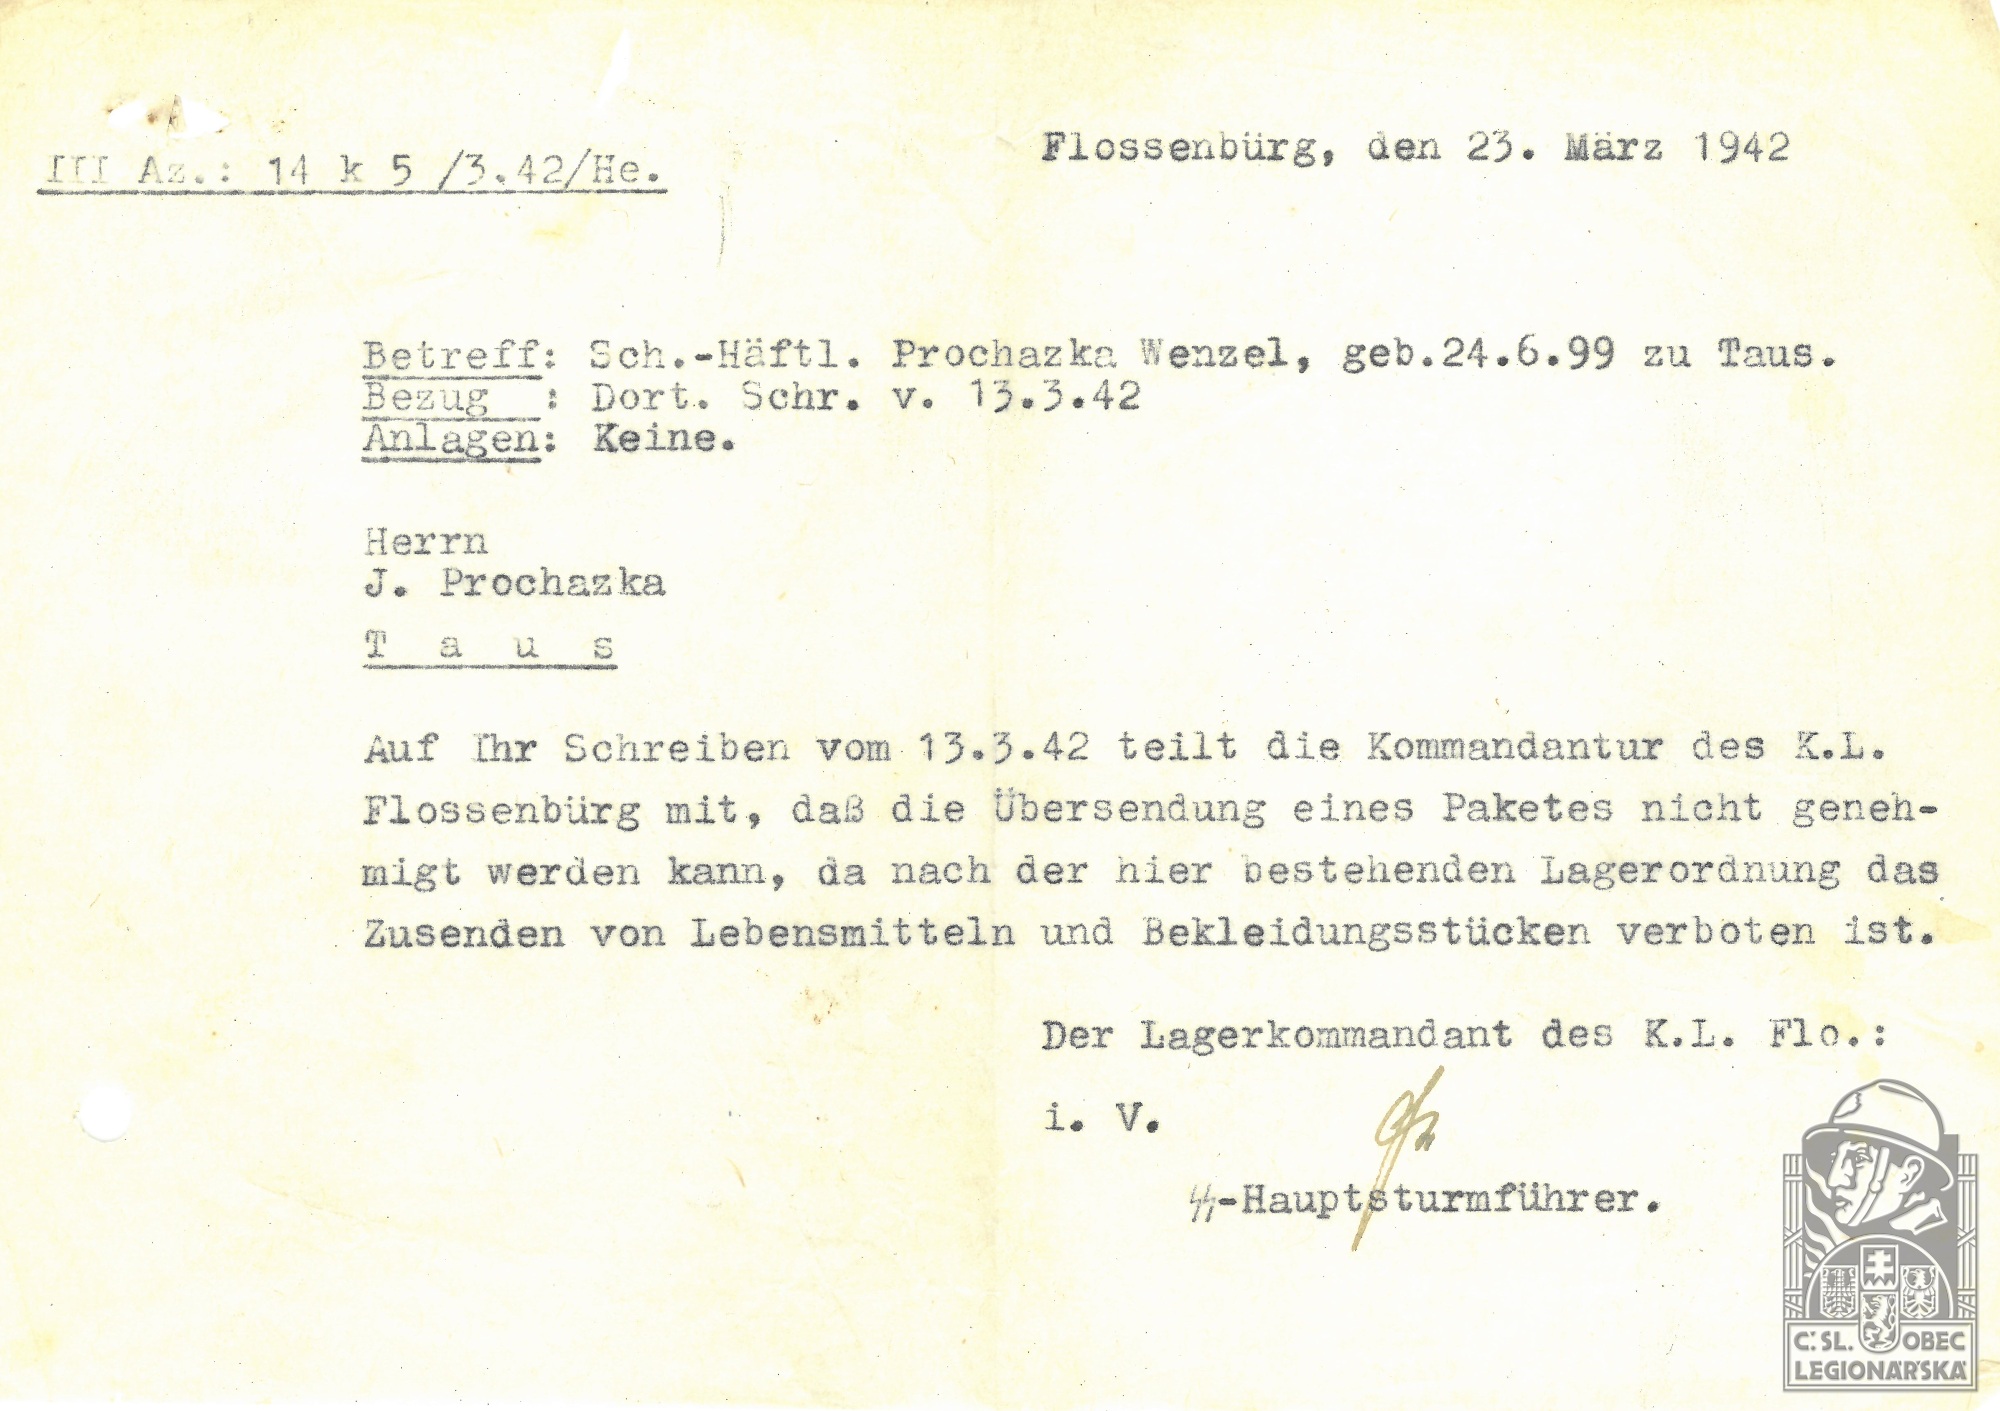 Flossenbürg, den 23. März 1942
III Az.: 14 k 5 /3.42/He.
Betreff: Sch.-Häftl. Prochazka Wenzel, geb.24.6.99 zu Taus.
Bezug : Dort. Schr. v. 13.3.42
Anlagen: Keine.
Herrn
J. Prochazka
T a u s
Auf Ihr Schreiben vom 13.3.42 teilt die Kommandantur des K.L.
Flossenbürg mit, daß die Übersendung eines Paketes nicht geneh-
migt werden kann, da nach der hier bestehenden Lagerordnung das
Zusenden von Lebensmitteln und Bekleidungsstücken verboten ist.
Der Lagerkommandant des K.L. Flo.:
i. V.
SS-Hauptsturmführer.
Č.SL. OBEC
LEGIONÁŘSKÁ